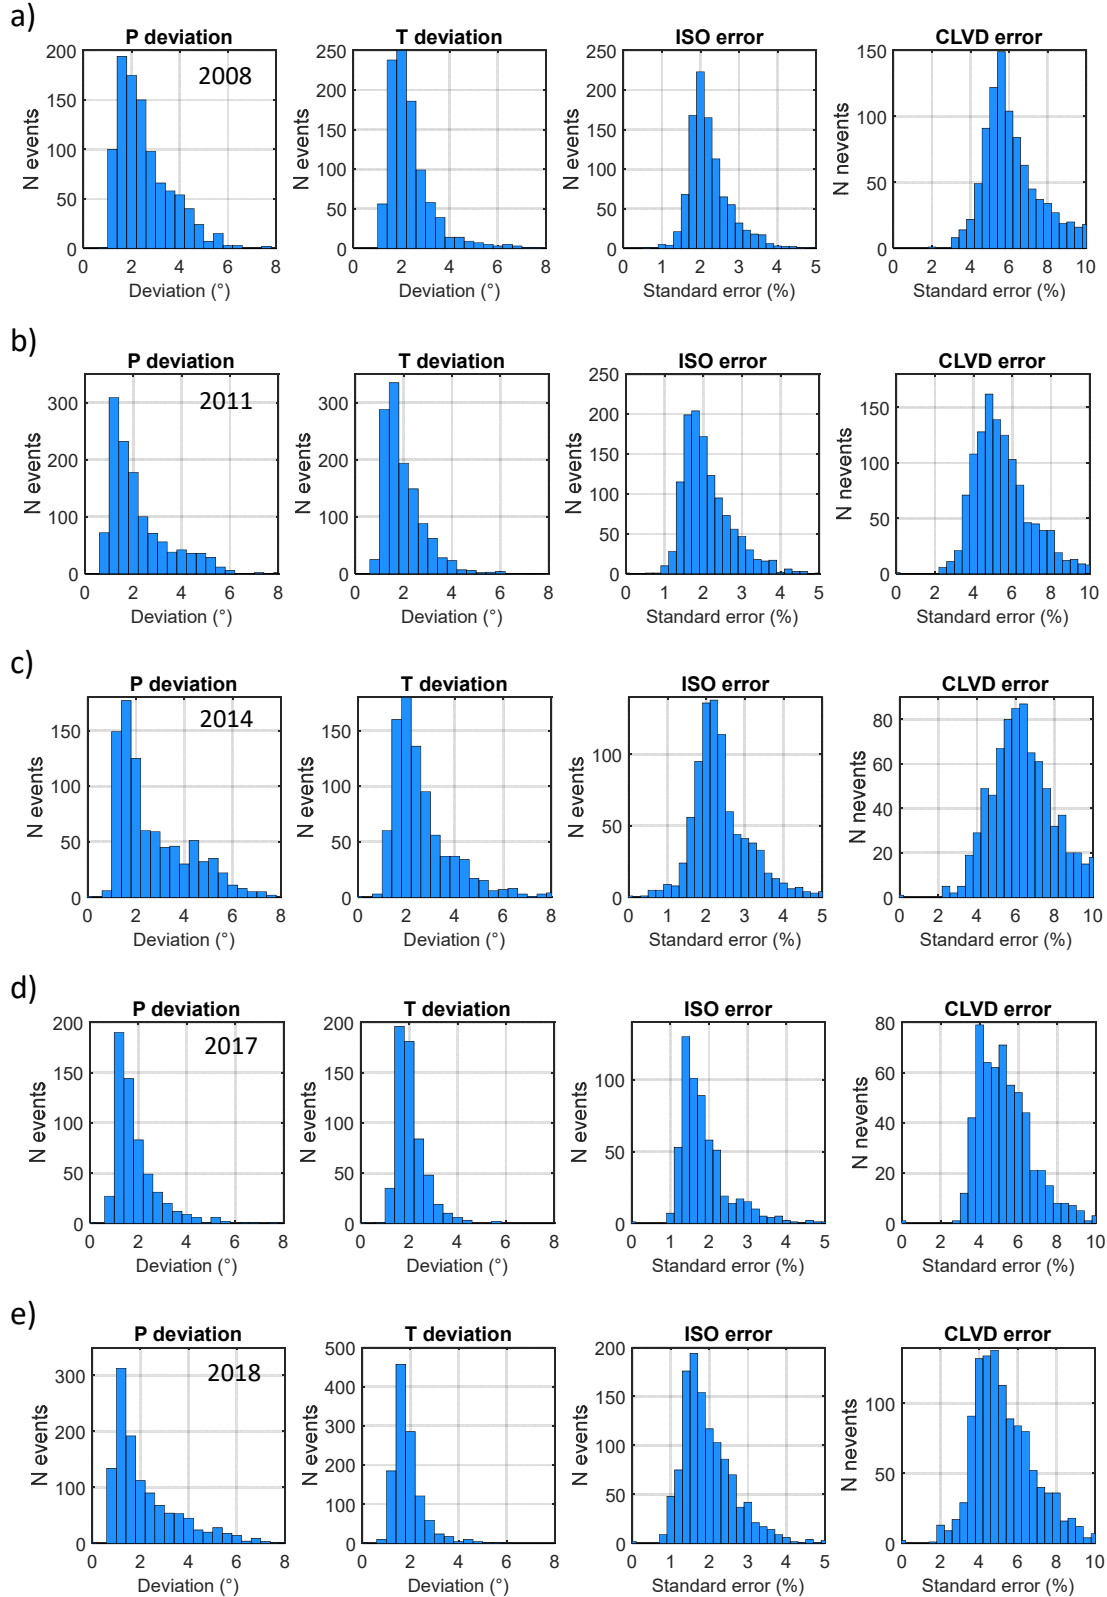 a)
P deviation T deviation ISO error CLVD error
2008
200 150 100 50 0
N events
0 2 4 6 8
Deviation (°)
250 200 150 100 50 0
N events
0 2 4 6 8
Deviation (°)
250 200 150 100 50 0
N events
0 1 2 3 4 5
Standard error (%)
150 100 50 0
N nevents
0 2 4 6 8 10
Standard error (%)
b)
P deviation T deviation ISO error CLVD error
2011
300 200 100 0
N events
0 2 4 6 8
Deviation (°)
300 200 100 0
N events
0 2 4 6 8
Deviation (°)
250 200 150 100 50 0
N events
0 1 2 3 4 5
Standard error (%)
150 100 50 0
N nevents
0 2 4 6 8 10
Standard error (%)
c)
P deviation T deviation ISO error CLVD error
2014
150 100 50 0
N events
0 2 4 6 8
Deviation (°)
150 100 50 0
N events
0 2 4 6 8
Deviation (°)
100 50 0
N events
0 1 2 3 4 5
Standard error (%)
80 60 40 20 0
N nevents
0 2 4 6 8 10
Standard error (%)
d)
P deviation T deviation ISO error CLVD error
2017
200 150 100 50 0
N events
0 2 4 6 8
Deviation (°)
200 150 100 50 0
N events
0 2 4 6 8
Deviation (°)
100 50 0
N events
0 1 2 3 4 5
Standard error (%)
80 60 40 20 0
N nevents
0 2 4 6 8 10
Standard error (%)
e)
P deviation T deviation ISO error CLVD error
2018
300 200 100 0
N events
0 2 4 6 8
Deviation (°)
500 400 300 200 100 0
N events
0 2 4 6 8
Deviation (°)
200 150 100 50 0
N events
0 1 2 3 4 5
Standard error (%)
100 50 0
N nevents
0 2 4 6 8 10
Standard error (%)